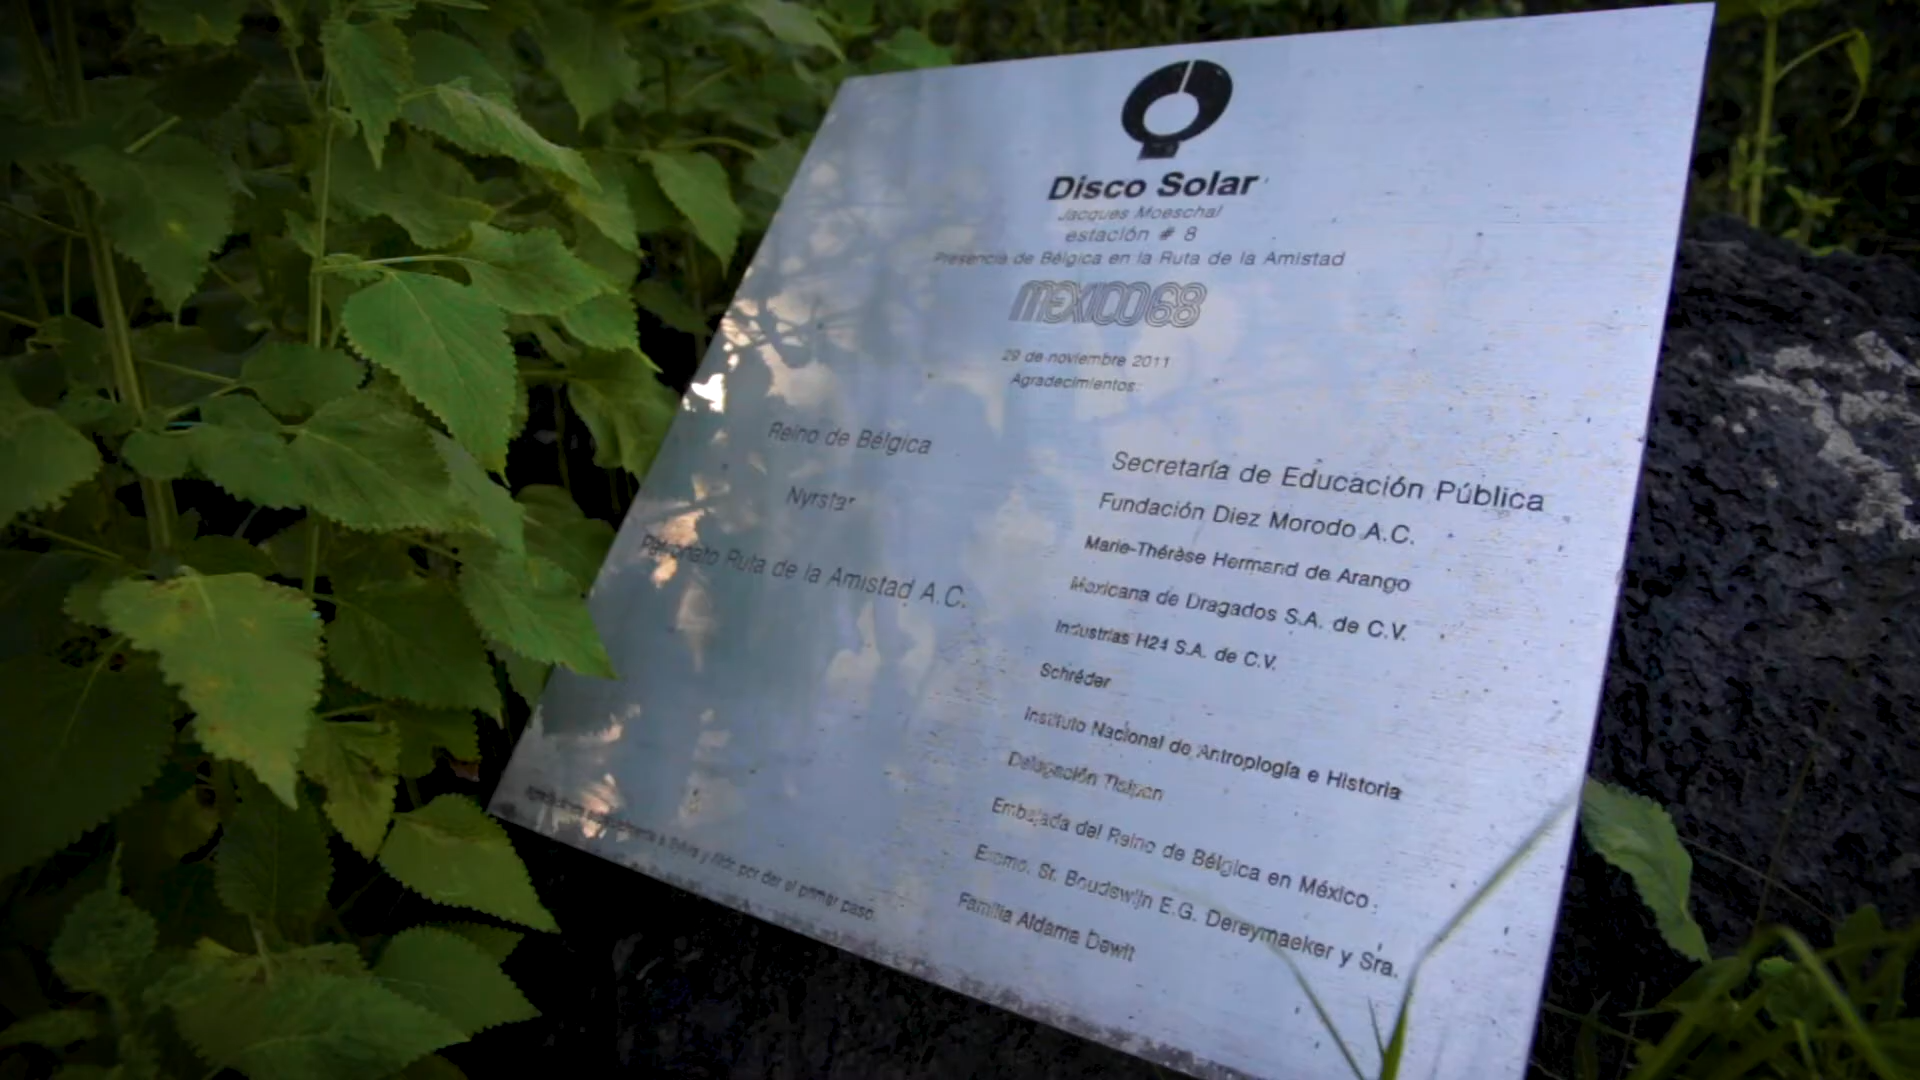 Disco Solar
Jacques Moeschal
estación # 8
Presencia de Bélgica en la Ruta de la Amistad
MEXICO68
29 de noviembre 2011
Agradecimientos:
Reino de Bélgica
Nyrstar
Patronato Ruta de la Amistad A.C.
Secretaría de Educación Pública
Fundación Diez Morodo A.C.
Marie-Thérèse Hermand de Arango
Mexicana de Dragados S.A. de C.V.
Industrias H24 S.A. de C.V.
Schréder
Instituto Nacional de Antroplogía e Historia
Delegación Tlalpan
Embajada del Reino de Bélgica en México
Excmo. Sr. Boudewijn E.G. Dereymaeker y Sra.
Familia Aldama Dewit
a Sylvia y Aldo por dar el primer paso.